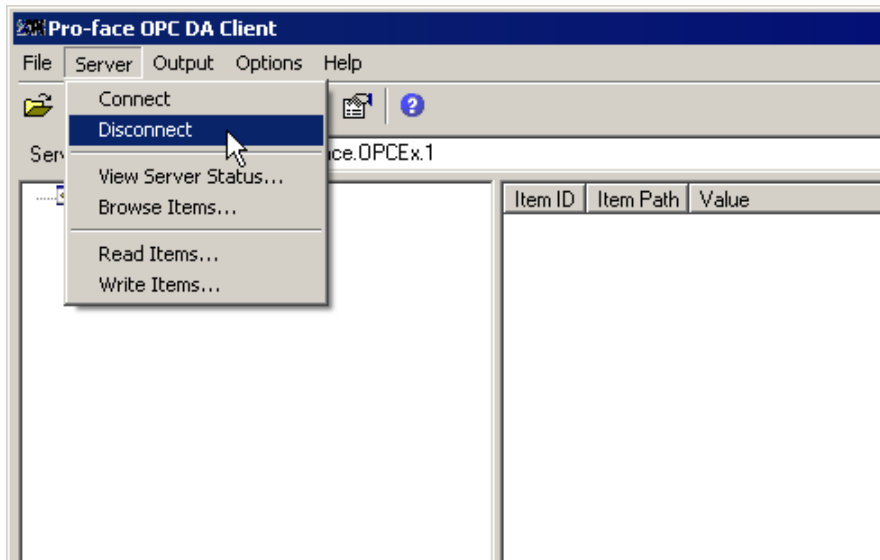 Pro-face OPC DA Client
File Server Output Options Help
Connect
Disconnect
View Server Status...
Browse Items...
Read Items...
Write Items...
Serv
ace.OPCEx.1
Item ID Item Path Value